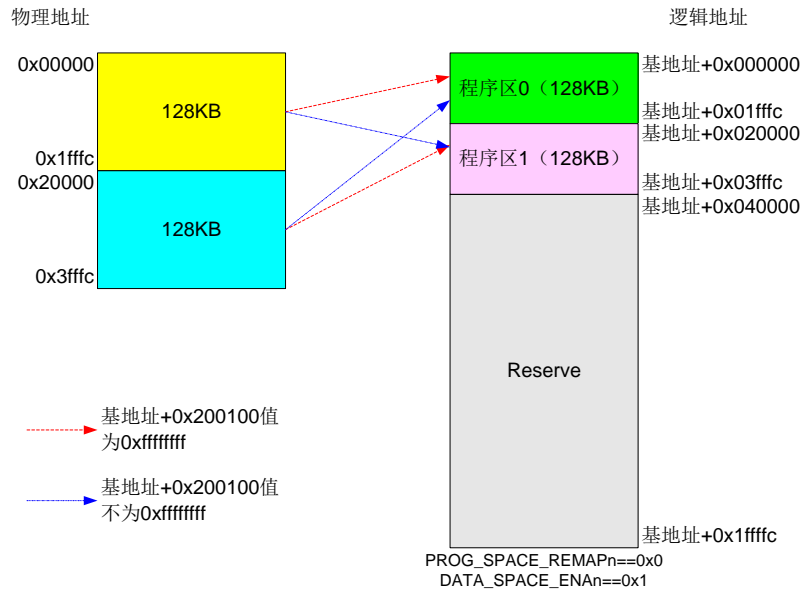 物理地址
逻辑地址
0x00000
128KB
0x1fffc
0x20000
128KB
0x3fffc
程序区0（128KB）
程序区1（128KB）
Reserve
基地址+0x000000
基地址+0x01fffc
基地址+0x020000
基地址+0x03fffc
基地址+0x040000
基地址+0x1ffffc
基地址+0x200100值
为0xffffffff
基地址+0x200100值
不为0xffffffff
PROG_SPACE_REMAPn==0x0
DATA_SPACE_ENAn==0x1